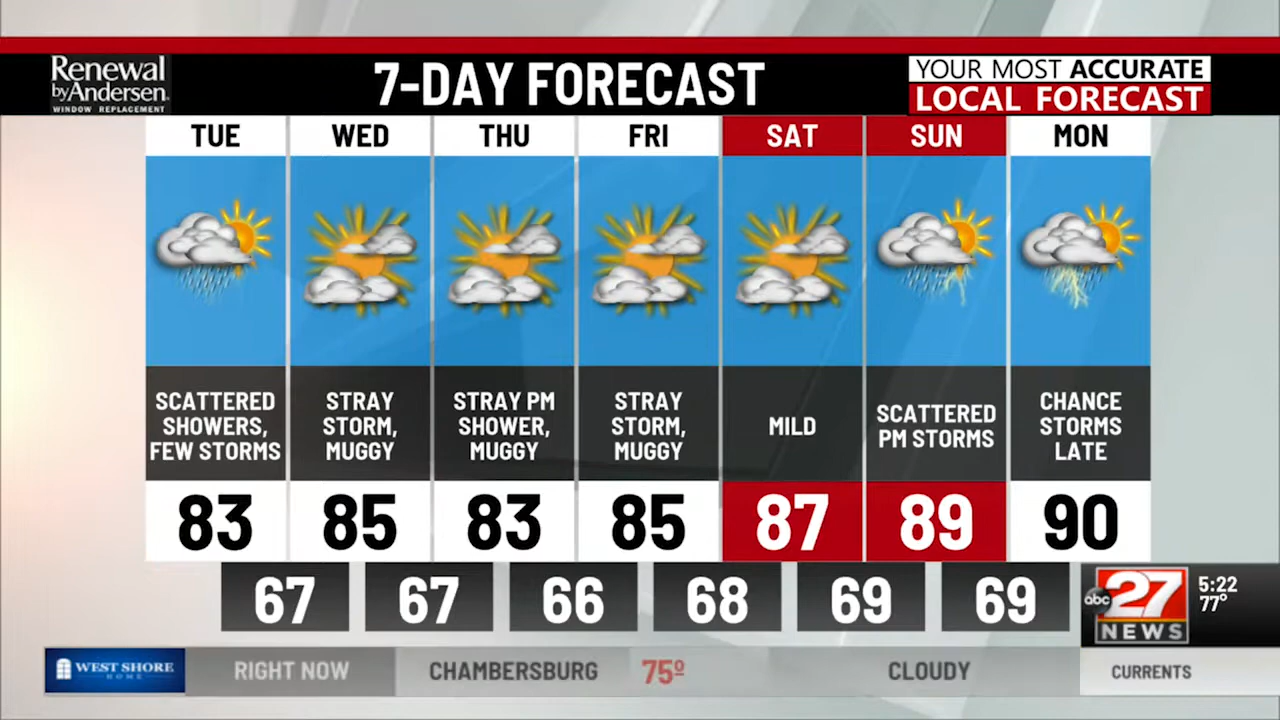 Renewal
byAndersen
WINDOW REPLACEMENT
7-DAY FORECAST
YOUR MOST ACCURATE
LOCAL FORECAST
TUE WED THU FRI SAT SUN MON
SCATTERED
SHOWERS,
FEW STORMS
STRAY
STORM,
MUGGY
STRAY PM
SHOWER,
MUGGY
STRAY
STORM,
MUGGY
MILD
SCATTERED
PM STORMS
CHANCE
STORMS
LATE
83 85 83 85 87 89 90
67 67 66 68 69 69
abc 27
NEWS
5:22
77°
WEST SHORE
HOME
RIGHT NOW CHAMBERSBURG 75º CLOUDY CURRENTS